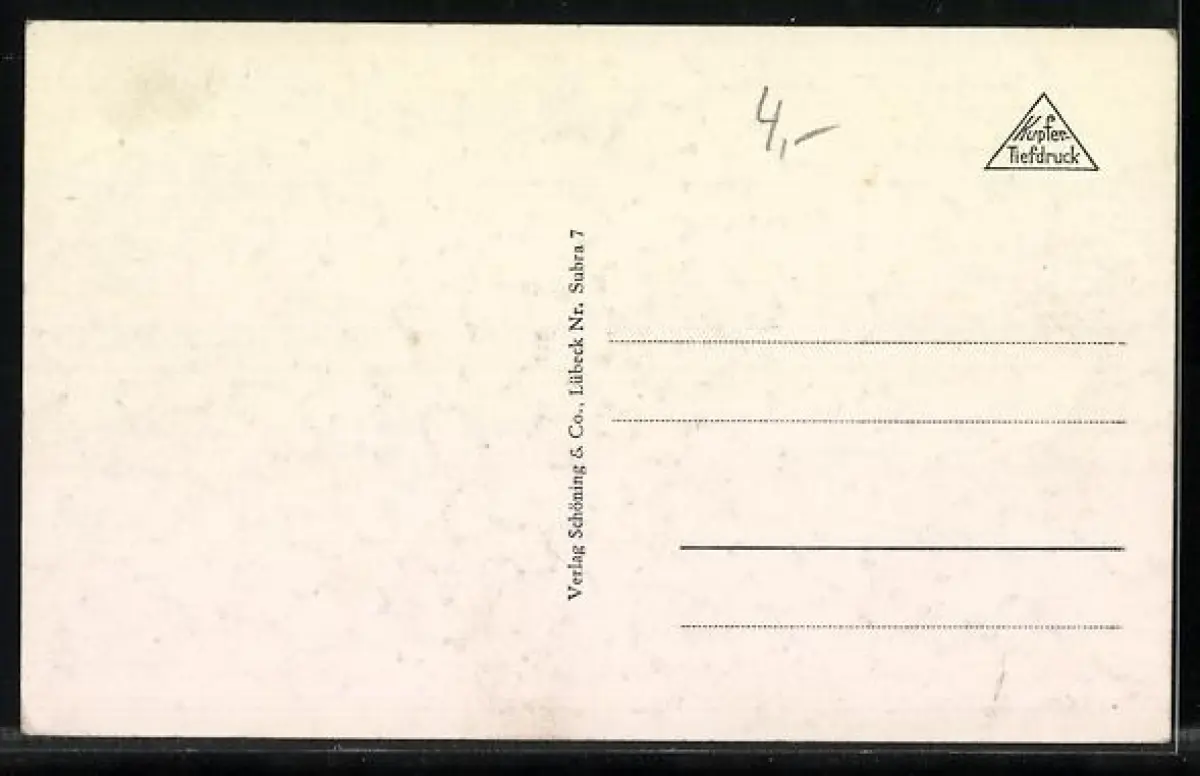 4,-
Kupfer-
Tiefdruck
Verlag Schöning & Co., Lübeck Nr. Subra 7